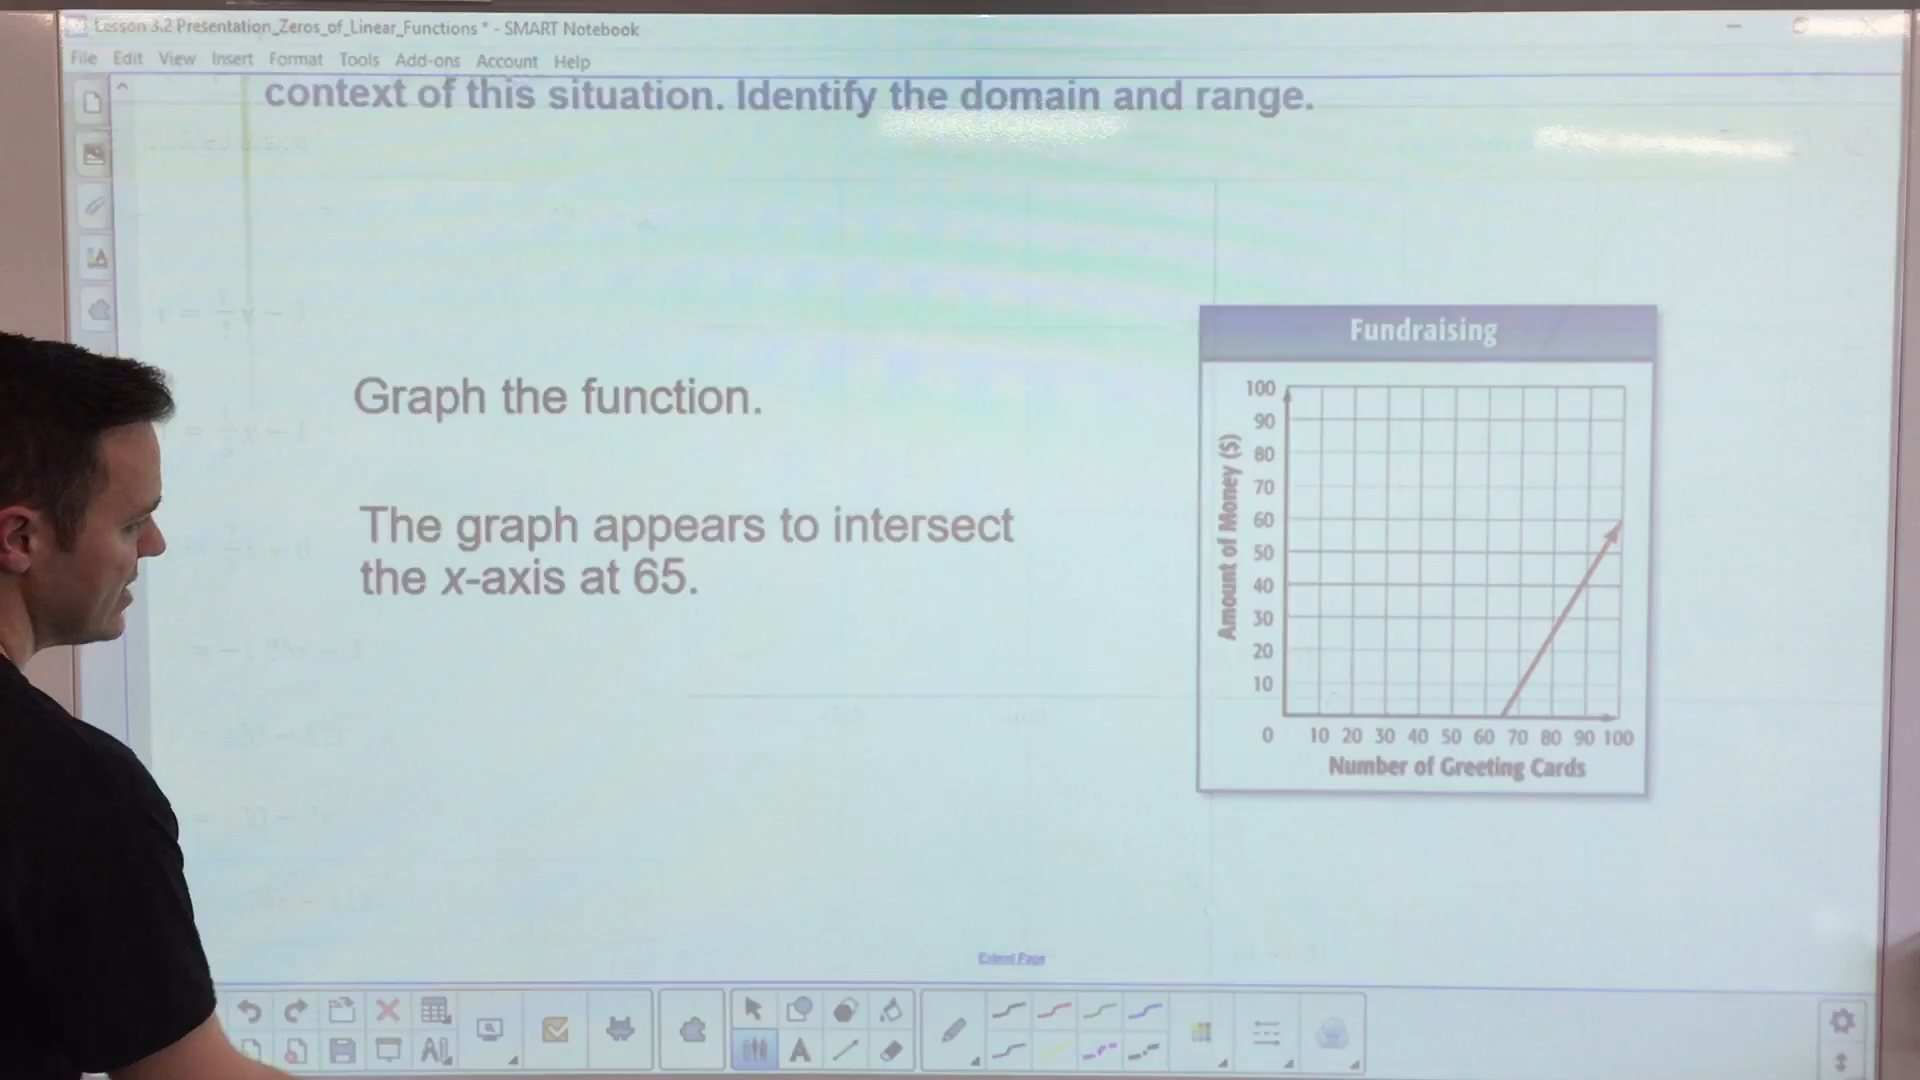 Lesson 3.2 Presentation_Zeros_of_Linear_Functions * - SMART Notebook
File Edit View Insert Format Tools Add-ons Account Help
context of this situation. Identify the domain and range.
Graph the function.
The graph appears to intersect
the x-axis at 65.
Fundraising
Amount of Money ($)
100
90
80
70
60
50
40
30
20
10
0 10 20 30 40 50 60 70 80 90 100
Number of Greeting Cards
Extend Page